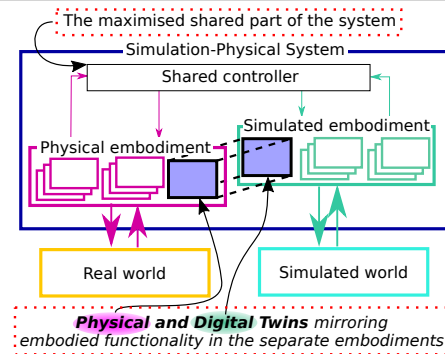 The maximised shared part of the system
Simulation-Physical System
Shared controller
Simulated embodiment
Physical embodiment
Real world
Simulated world
Physical and Digital Twins mirroring
embodied functionality in the separate embodiments.